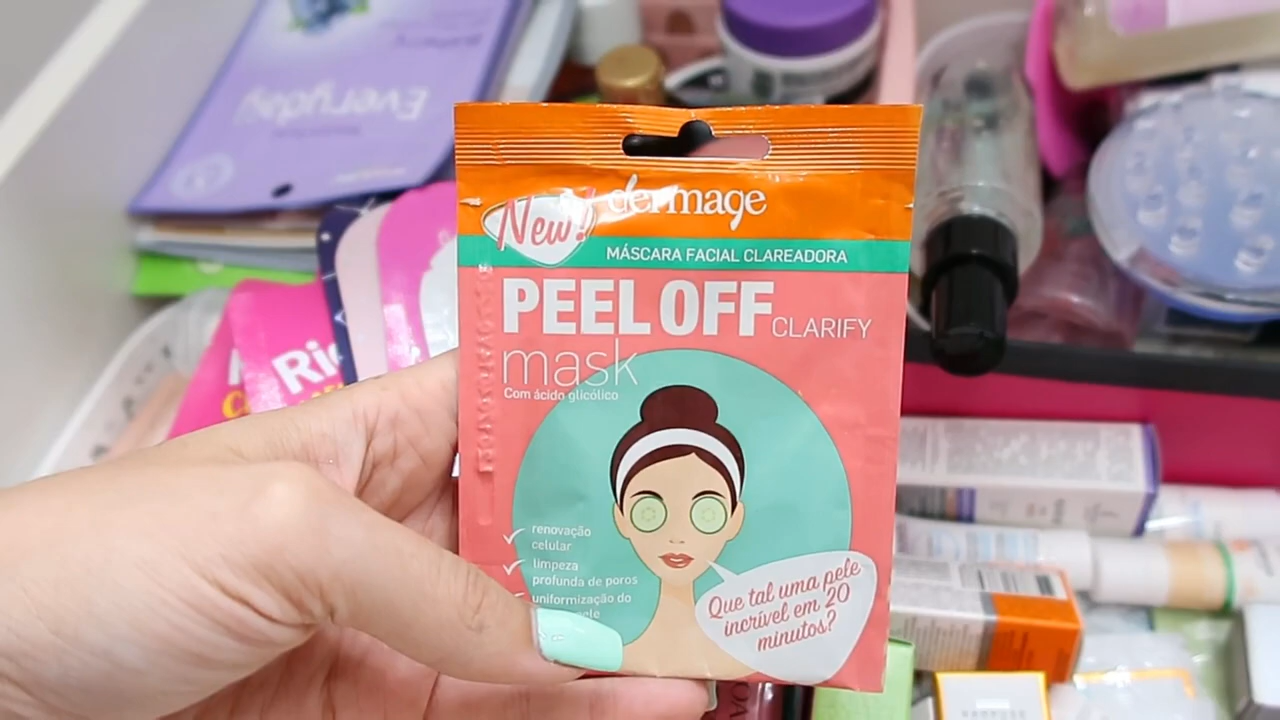 Everyday
New!
dermage
MÁSCARA FACIAL CLAREADORA
PEEL OFF CLARIFY
mask
Com ácido glicólico
renovação
celular
limpeza
profunda de poros
uniformização do
Que tal uma pele
incrível em 20
minutos?